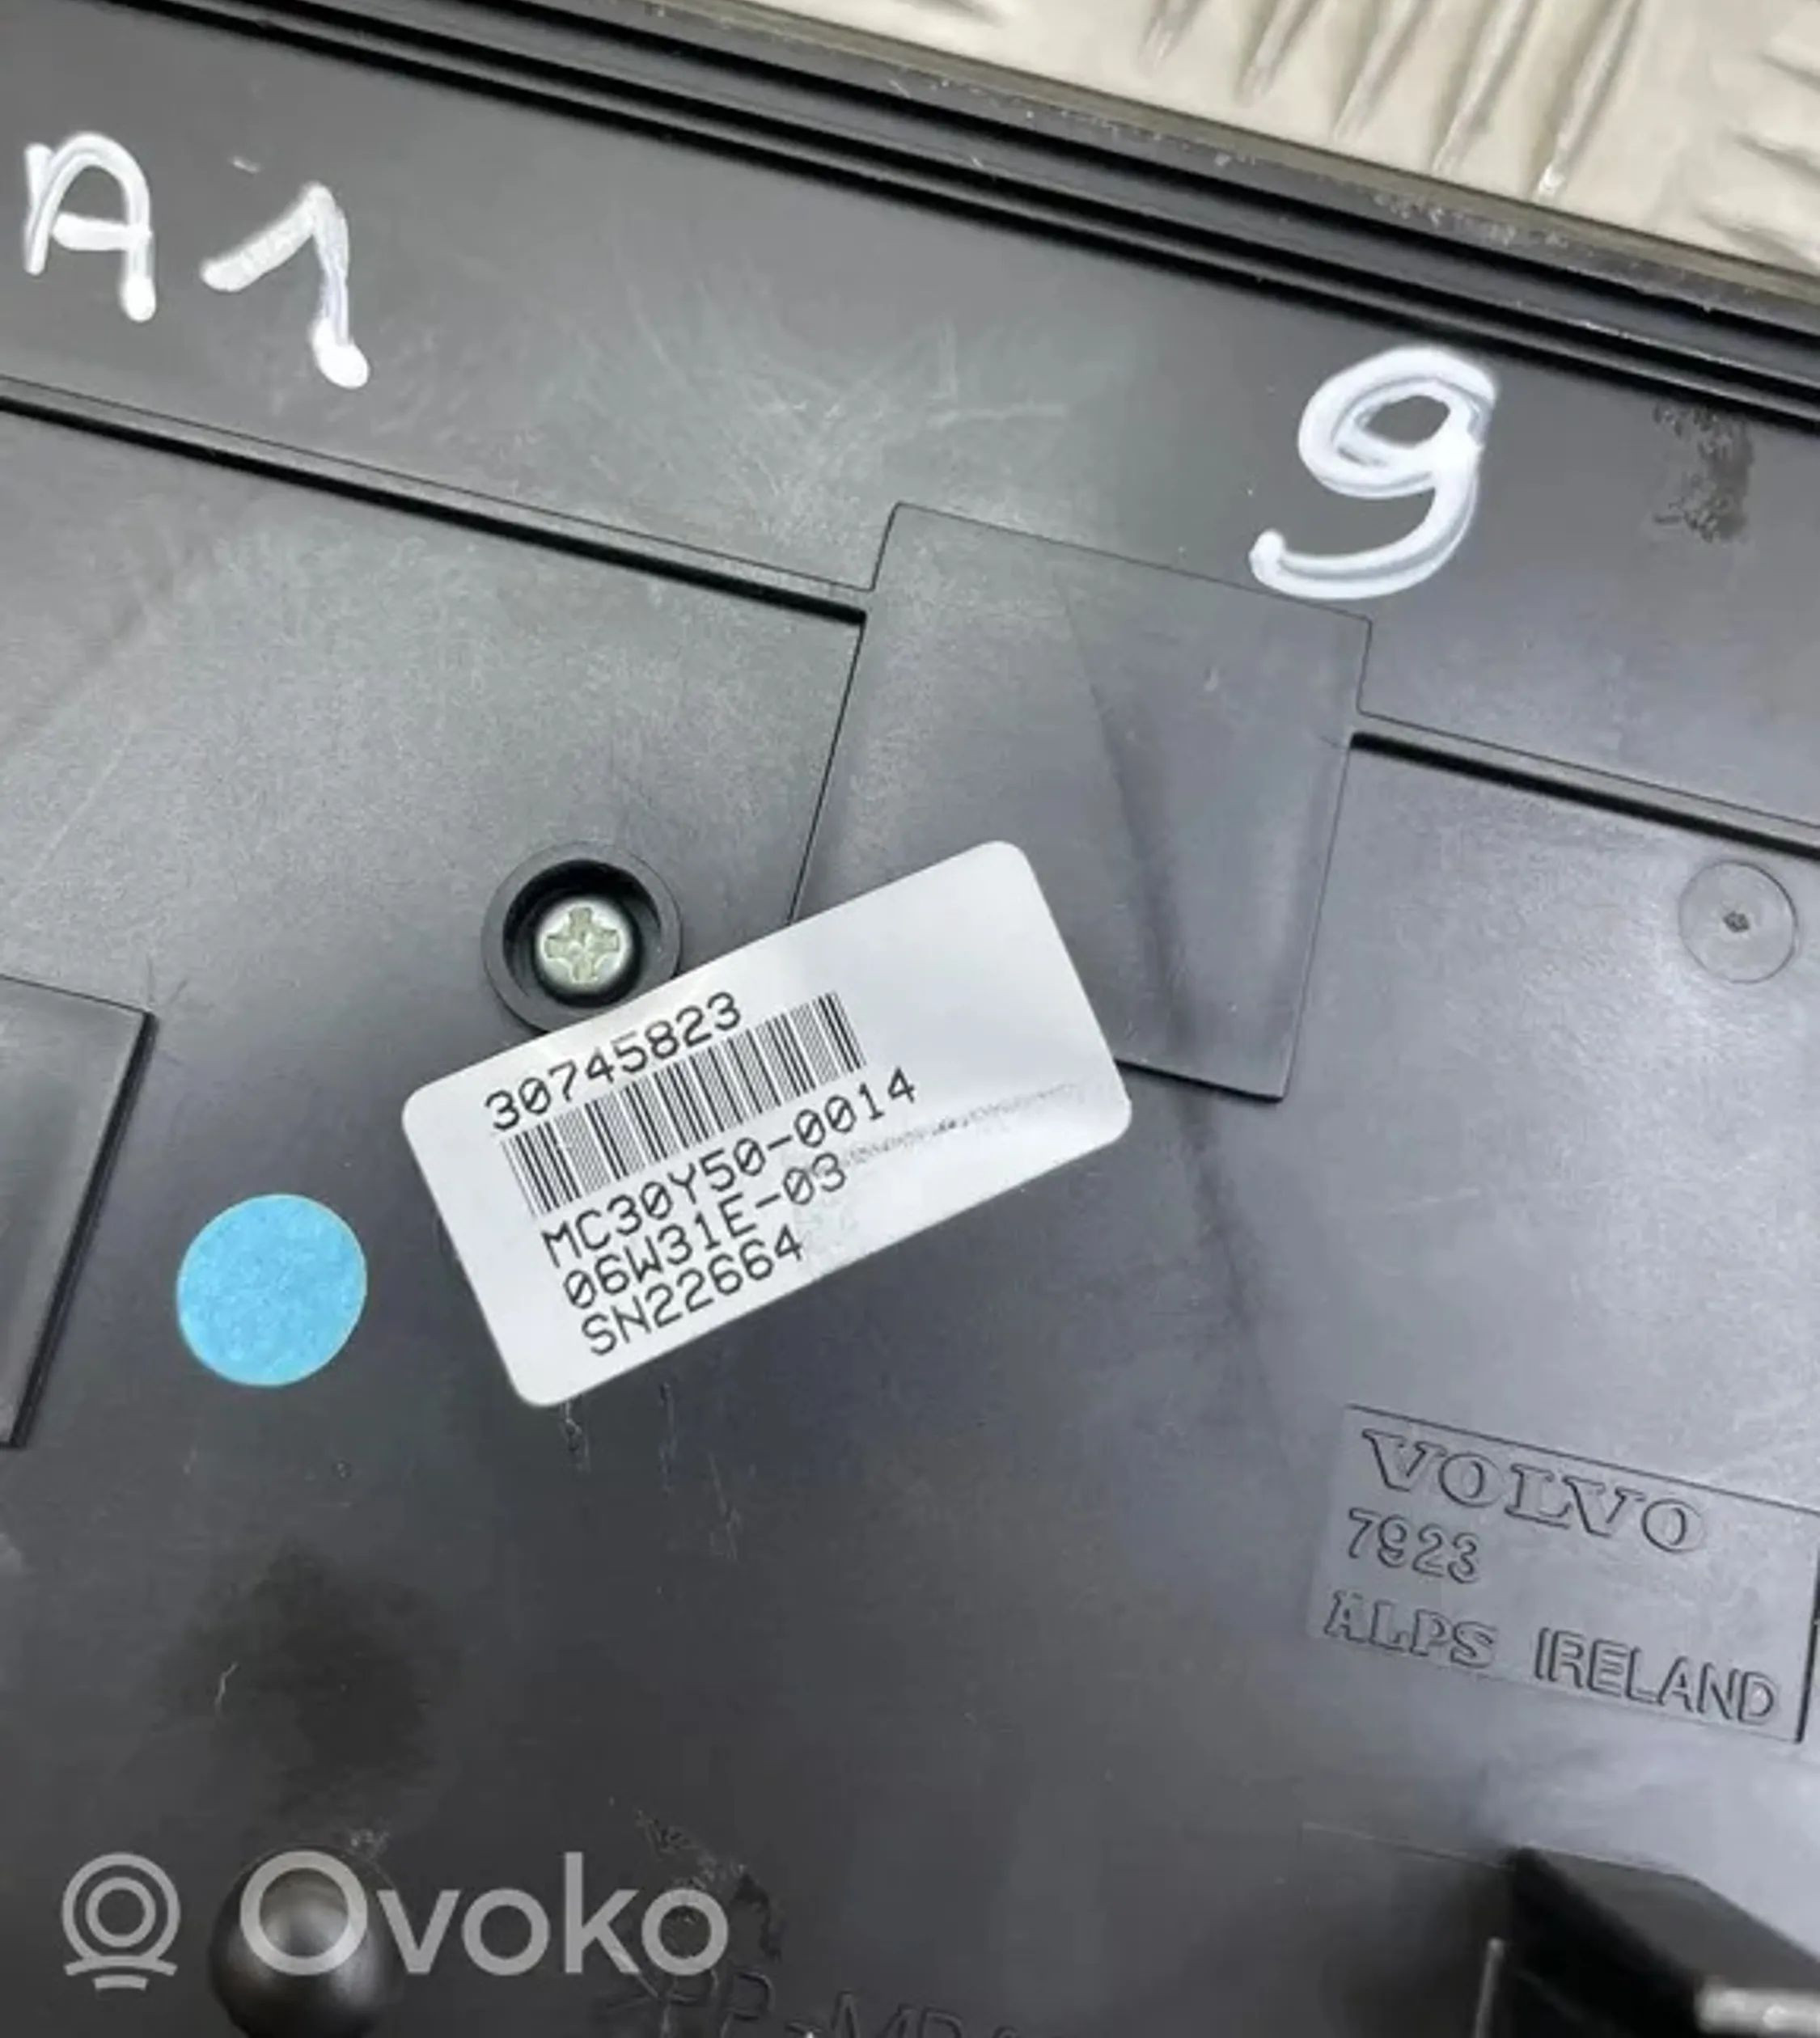 A1
9
30745823
MC30Y50-0014
06W31E-03
SN22664
VOLVO
7923
ALPS IRELAND
Ovoko